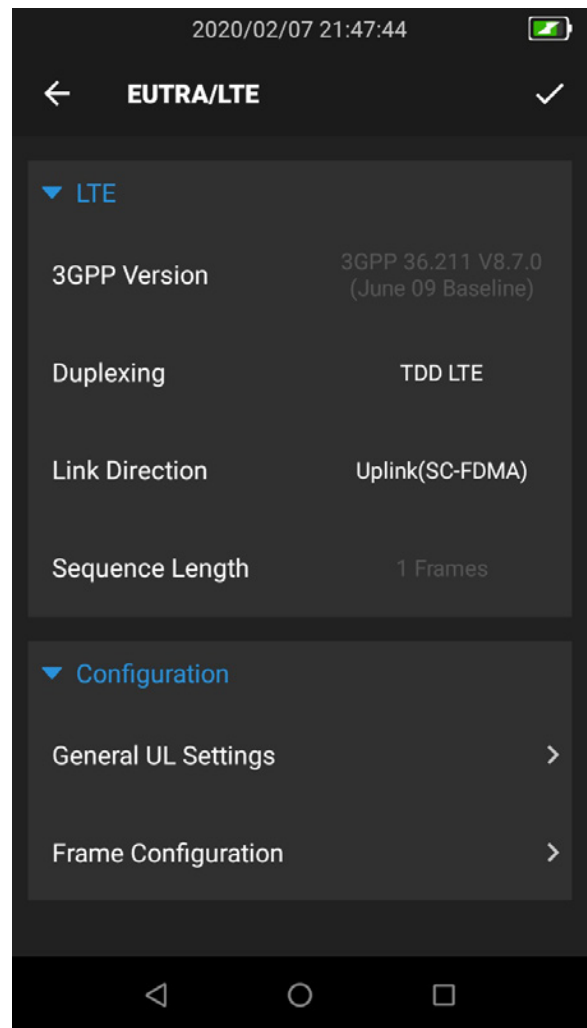 2020/02/07 21:47:44
EUTRA/LTE
LTE
3GPP Version
3GPP 36.211 V8.7.0
(June 09 Baseline)
Duplexing
TDD LTE
Link Direction
Uplink(SC-FDMA)
Sequence Length
1 Frames
Configuration
General UL Settings
Frame Configuration